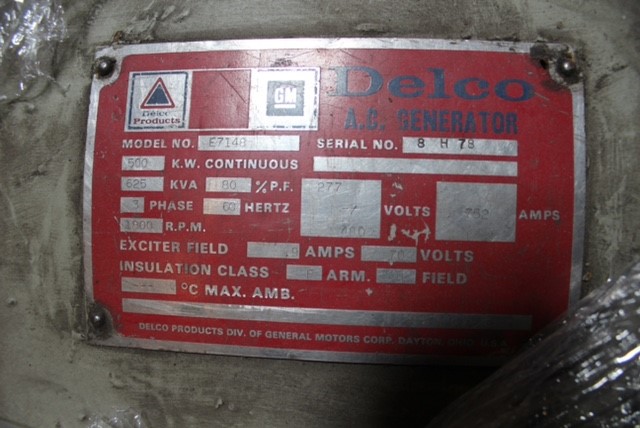 Delco
Products
GM
Delco
A.C. GENERATOR
MODEL NO. E7148 SERIAL NO. 8 H 78
500 K.W. CONTINUOUS
625 KVA 80 % P.F. 277
3 PHASE 60 HERTZ VOLTS 752 AMPS
R.P.M. 480
EXCITER FIELD AMPS VOLTS
INSULATION CLASS ARM. FIELD
°C MAX. AMB.
DELCO PRODUCTS DIV. OF GENERAL MOTORS CORP. DAYTON, OHIO, U.S.A.